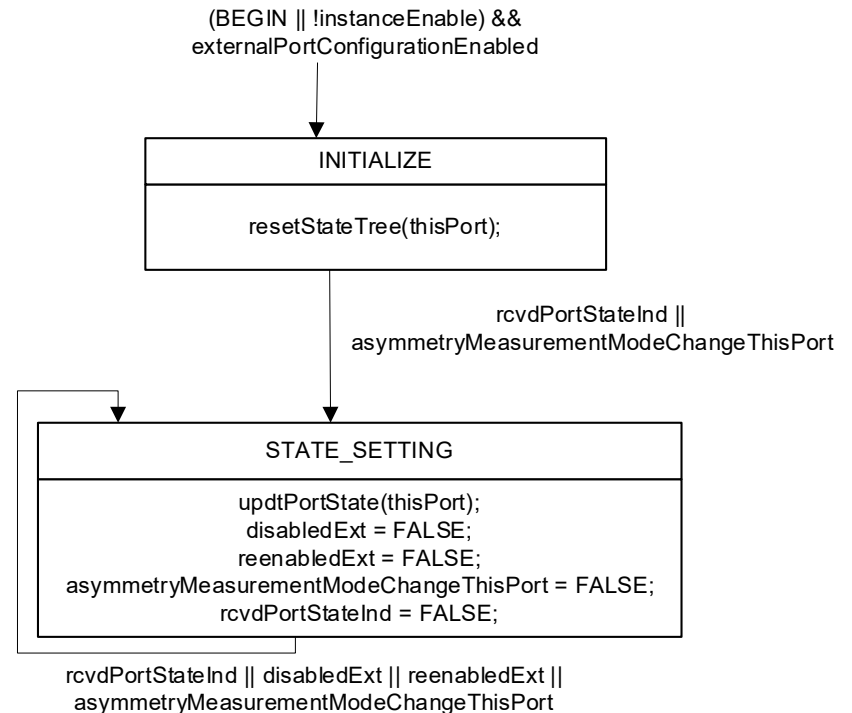 (BEGIN || !instanceEnable) &&
externalPortConfigurationEnabled
INITIALIZE
resetStateTree(thisPort);
rcvdPortStateInd ||
asymmetryMeasurementModeChangeThisPort
STATE_SETTING
updtPortState(thisPort);
disabledExt = FALSE;
reenabledExt = FALSE;
asymmetryMeasurementModeChangeThisPort = FALSE;
rcvdPortStateInd = FALSE;
rcvdPortStateInd || disabledExt || reenabledExt ||
asymmetryMeasurementModeChangeThisPort